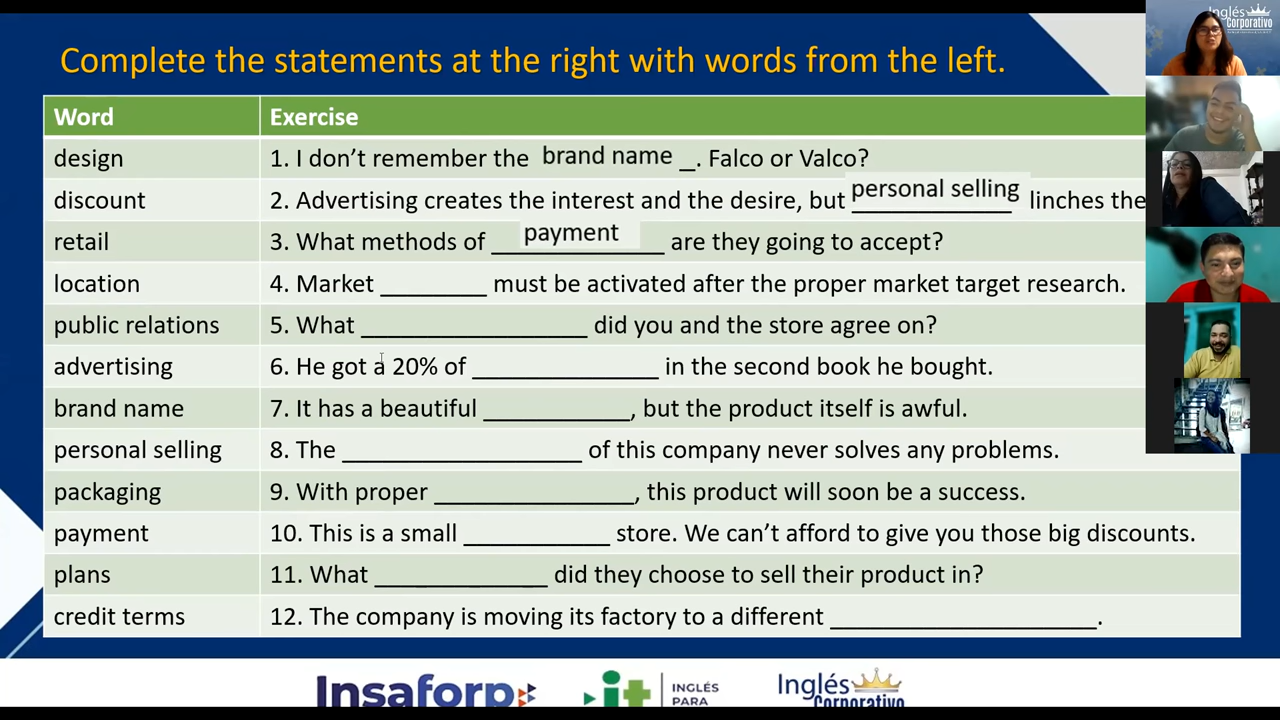 Inglés
Corporativo
Complete the statements at the right with words from the left.
Word Exercise
design 1. I don't remember the brand name _. Falco or Valco?
discount 2. Advertising creates the interest and the desire, but personal selling linches the
retail 3. What methods of payment are they going to accept?
location 4. Market ________ must be activated after the proper market target research.
public relations 5. What _________________ did you and the store agree on?
advertising 6. He got a 20% of ______________ in the second book he bought.
brand name 7. It has a beautiful ___________, but the product itself is awful.
personal selling 8. The __________________ of this company never solves any problems.
packaging 9. With proper _______________, this product will soon be a success.
payment 10. This is a small ___________ store. We can't afford to give you those big discounts.
plans 11. What _____________ did they choose to sell their product in?
credit terms 12. The company is moving its factory to a different ____________________.
Insaforp it INGLÉS PARA Inglés Corporativo